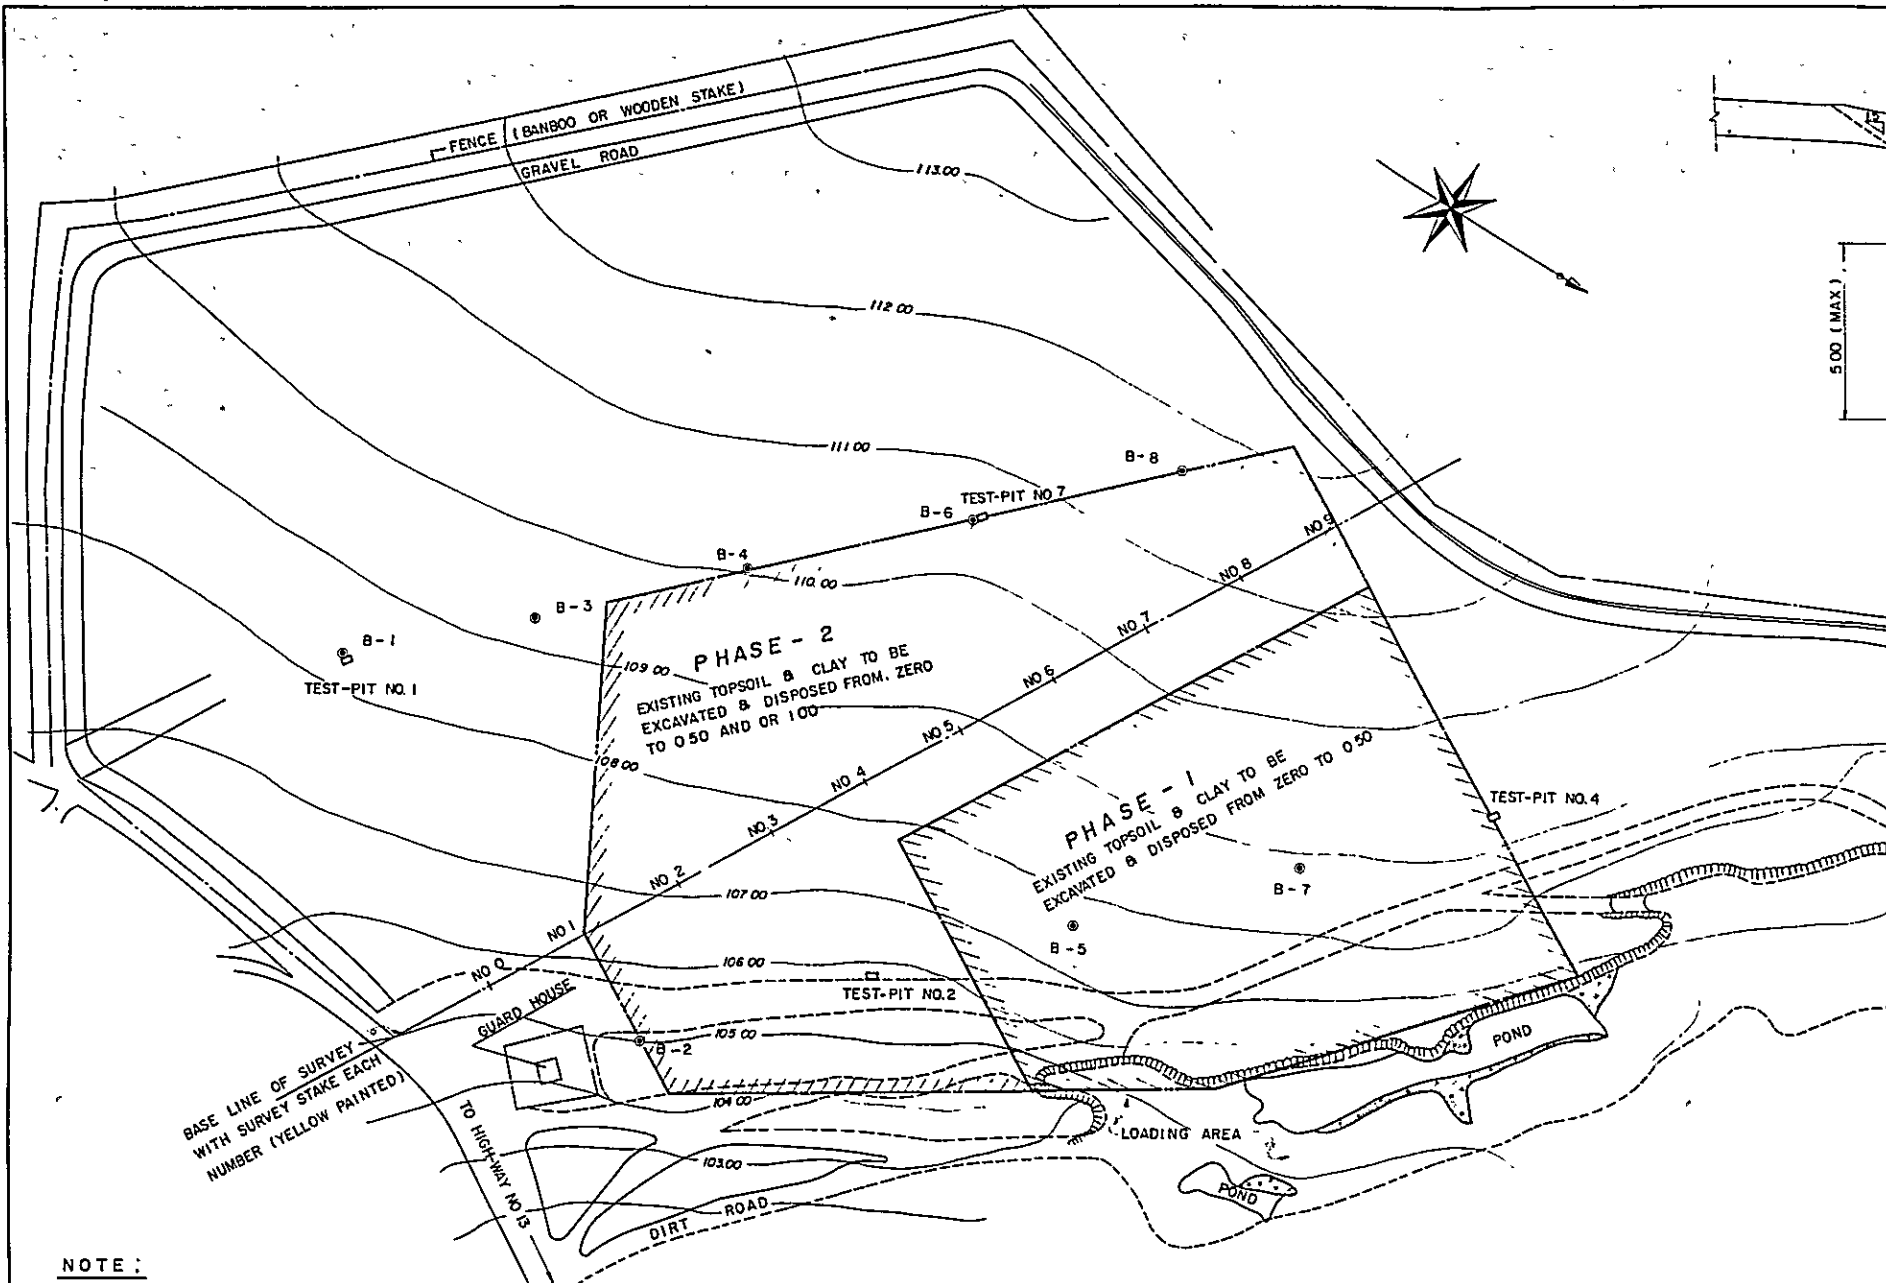 FENCE (BANBOO OR WOODEN STAKE)
GRAVEL ROAD
113.00
15
500 (MAX)
112 00
111 00
B-8
TEST-PIT NO 7
B-6
B-4
110.00
NO 9
NO 8
NO 7
NO 6
NO 5
NO 4
NO.3
NO 2
NO 1
NO 0
B-3
B-1
TEST-PIT NO. 1
109 00
PHASE - 2
EXISTING TOPSOIL & CLAY TO BE
EXCAVATED & DISPOSED FROM. ZERO
TO 0 50 AND OR 1 00
108 00
PHASE - 1
EXISTING TOPSOIL & CLAY TO BE
EXCAVATED & DISPOSED FROM ZERO TO 0 50
TEST-PIT NO. 4
B-7
B-5
107 00
106 00
TEST-PIT NO. 2
GUARD HOUSE
105 00
B-2
POND
BASE LINE OF SURVEY
WITH SURVEY STAKE EACH
NUMBER (YELLOW PAINTED)
104 00
TO HIGH-WAY NO 13
LOADING AREA
103.00
POND
DIRT ROAD
NOTE :